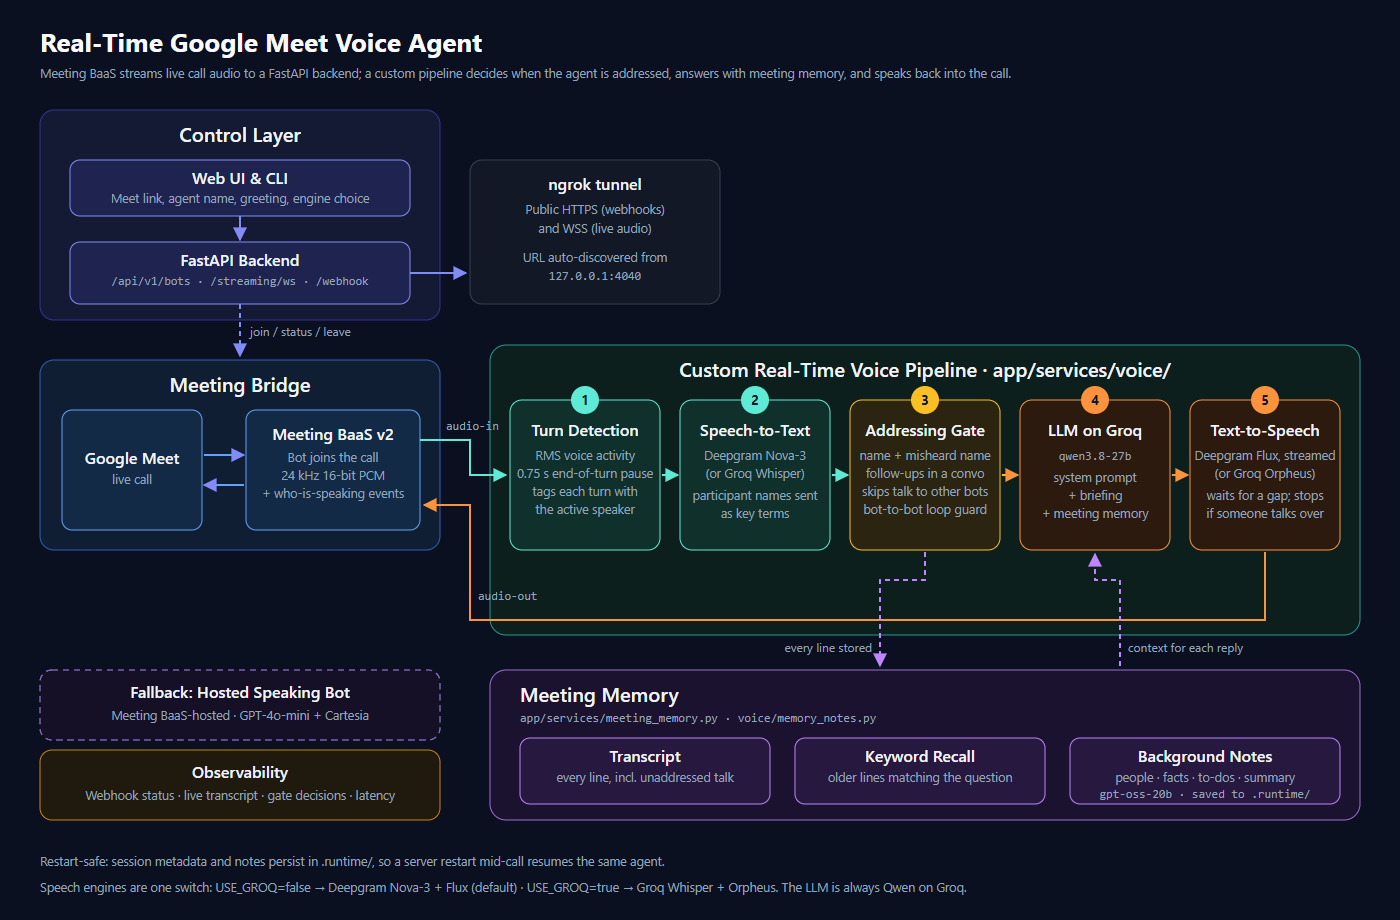 Real-Time Google Meet Voice Agent
Meeting BaaS streams live call audio to a FastAPI backend; a custom pipeline decides when the agent is addressed, answers with meeting memory, and speaks back into the call.
Control Layer
Web UI & CLI
Meet link, agent name, greeting, engine choice
FastAPI Backend
/api/v1/bots · /streaming/ws · /webhook
ngrok tunnel
Public HTTPS (webhooks)
and WSS (live audio)
URL auto-discovered from
127.0.0.1:4040
join / status / leave
Meeting Bridge
Google Meet
live call
Meeting BaaS v2
Bot joins the call
24 kHz 16-bit PCM
+ who-is-speaking events
audio-in
audio-out
Custom Real-Time Voice Pipeline · app/services/voice/
1
Turn Detection
RMS voice activity
0.75 s end-of-turn pause
tags each turn with
the active speaker
2
Speech-to-Text
Deepgram Nova-3
(or Groq Whisper)
participant names sent
as key terms
3
Addressing Gate
name + misheard name
follow-ups in a convo
skips talk to other bots
bot-to-bot loop guard
4
LLM on Groq
qwen3.8-27b
system prompt
+ briefing
+ meeting memory
5
Text-to-Speech
Deepgram Flux, streamed
(or Groq Orpheus)
waits for a gap; stops
if someone talks over
every line stored
context for each reply
Fallback: Hosted Speaking Bot
Meeting BaaS-hosted · GPT-4o-mini + Cartesia
Observability
Webhook status · live transcript · gate decisions · latency
Meeting Memory
app/services/meeting_memory.py · voice/memory_notes.py
Transcript
every line, incl. unaddressed talk
Keyword Recall
older lines matching the question
Background Notes
people · facts · to-dos · summary
gpt-oss-20b · saved to .runtime/
Restart-safe: session metadata and notes persist in .runtime/, so a server restart mid-call resumes the same agent.
Speech engines are one switch: USE_GROQ=false → Deepgram Nova-3 + Flux (default) · USE_GROQ=true → Groq Whisper + Orpheus. The LLM is always Qwen on Groq.